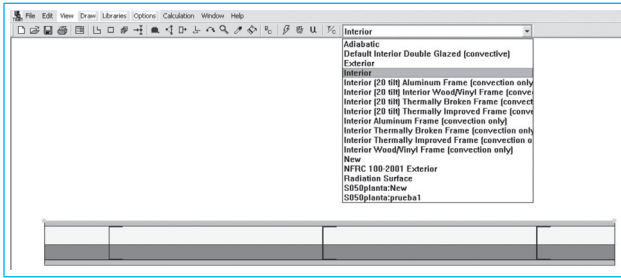 File Edit View Draw Libraries Options Calculation Window Help
Interior
Adiabatic
Default Interior Double Glazed (convective)
Exterior
Interior
Interior (20 tilt) Aluminum Frame (convection only
Interior (20 tilt) Interior Wood/Vinyl Frame (conve
Interior (20 tilt) Thermally Broken Frame (convect
Interior (20 tilt) Thermally Improved Frame (conve
Interior Aluminum Frame (convection only)
Interior Thermally Broken Frame (convection only
Interior Thermally Improved Frame (convection o
Interior Wood/Vinyl Frame (convection only)
New
NFRC 100-2001 Exterior
Radiation Surface
S050planta:New
S050planta:prueba1